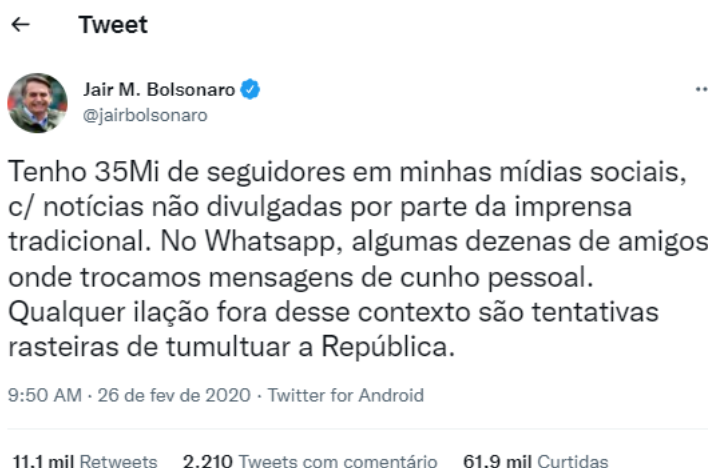 Tweet
Jair M. Bolsonaro
@jairbolsonaro
Tenho 35Mi de seguidores em minhas mídias sociais,
c/ notícias não divulgadas por parte da imprensa
tradicional. No Whatsapp, algumas dezenas de amigos
onde trocamos mensagens de cunho pessoal.
Qualquer ilação fora desse contexto são tentativas
rasteiras de tumultuar a República.
9:50 AM · 26 de fev de 2020 · Twitter for Android
11.1 mil Retweets 2.210 Tweets com comentário 61.9 mil Curtidas